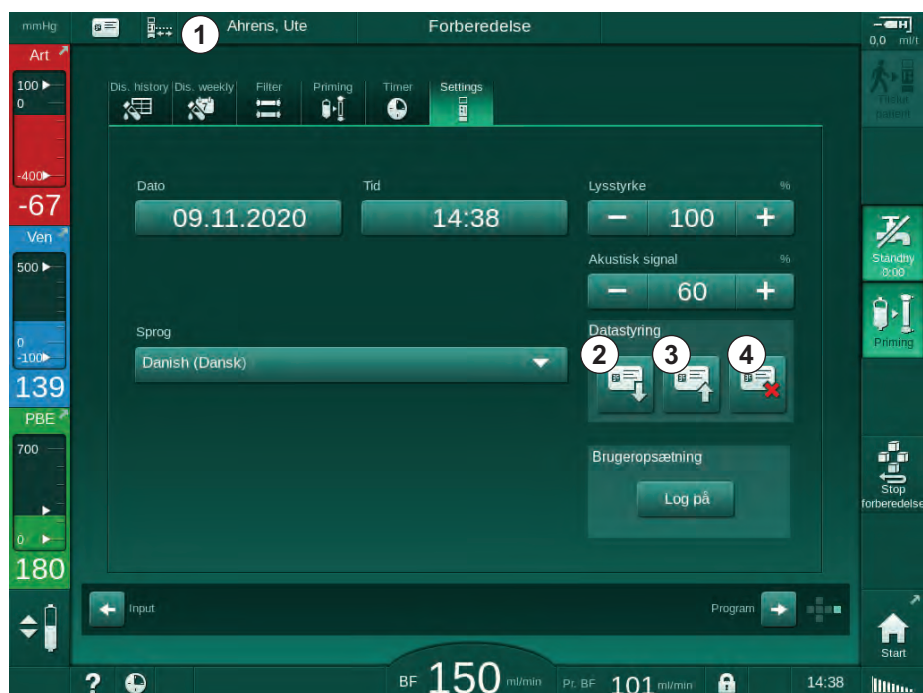 mmHg
1
Ahrens, Ute
Forberedelse
0,0 ml/t
Art
100
0
-400
-67
Ven
500
0
-100
139
PBE
700
0
180
Dis. history
Dis. weekly
Filter
Priming
Timer
Settings
Dato
Tid
Lysstyrke %
09.11.2020
14:38
− 100 +
Akustisk signal %
− 60 +
Sprog
Danish (Dansk)
Datastyring
2
3
4
Brugeropsætning
Log på
Input
Program
Tilslut
patient
Standby
0:00
Priming
Stop
forberedelse
Start
?
BF 150 ml/min
Pt. BF 101 ml/min
14:38